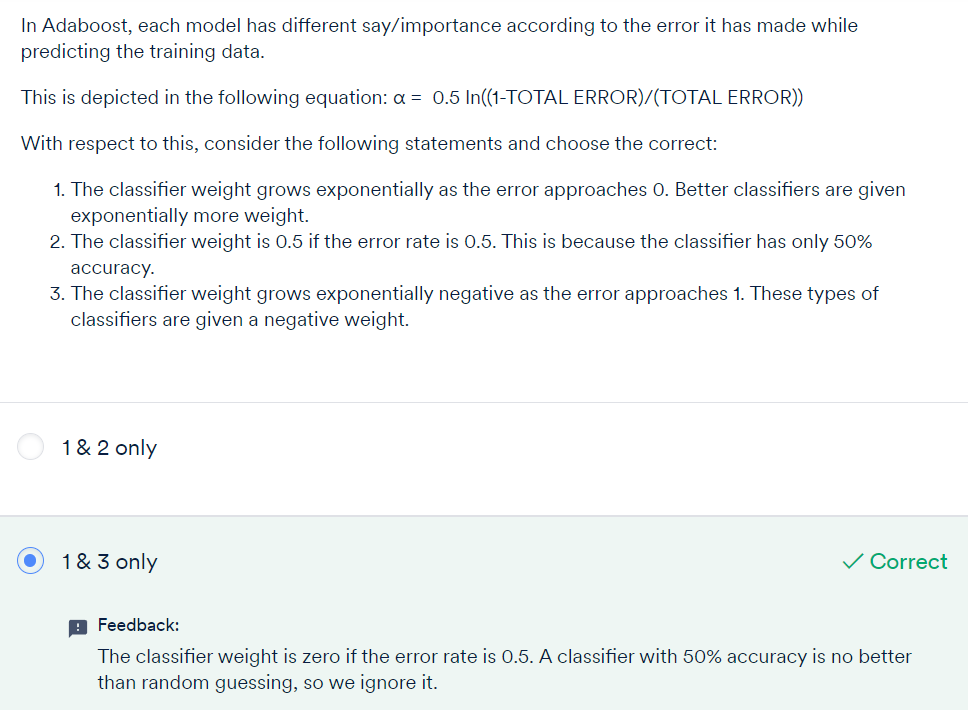 In Adaboost, each model has different say/importance according to the error it has made while
predicting the training data.
This is depicted in the following equation: α =  0.5 ln((1-TOTAL ERROR)/(TOTAL ERROR))
With respect to this, consider the following statements and choose the correct:
1. The classifier weight grows exponentially as the error approaches 0. Better classifiers are given
exponentially more weight.
2. The classifier weight is 0.5 if the error rate is 0.5. This is because the classifier has only 50%
accuracy.
3. The classifier weight grows exponentially negative as the error approaches 1. These types of
classifiers are given a negative weight.
1 & 2 only
1 & 3 only
✓ Correct
Feedback:
The classifier weight is zero if the error rate is 0.5. A classifier with 50% accuracy is no better
than random guessing, so we ignore it.